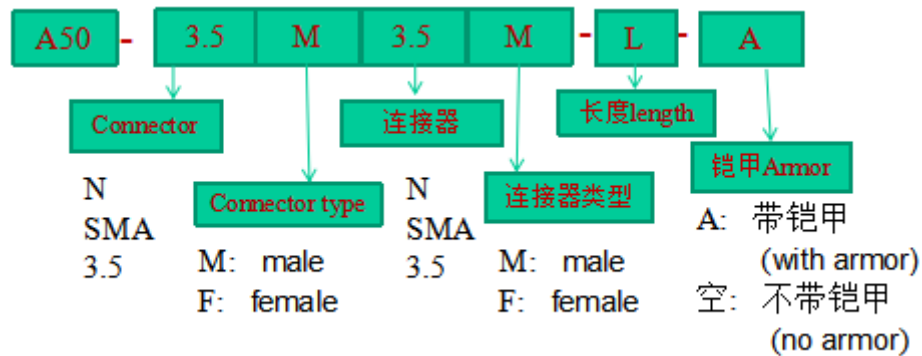 A50 - 3.5 M 3.5 M - L - A
Connector
连接器
长度length
Connector type
连接器类型
铠甲Armor
N
SMA
3.5
M: male
F: female
N
SMA
3.5
M: male
F: female
A: 带铠甲
(with armor)
空: 不带铠甲
(no armor)